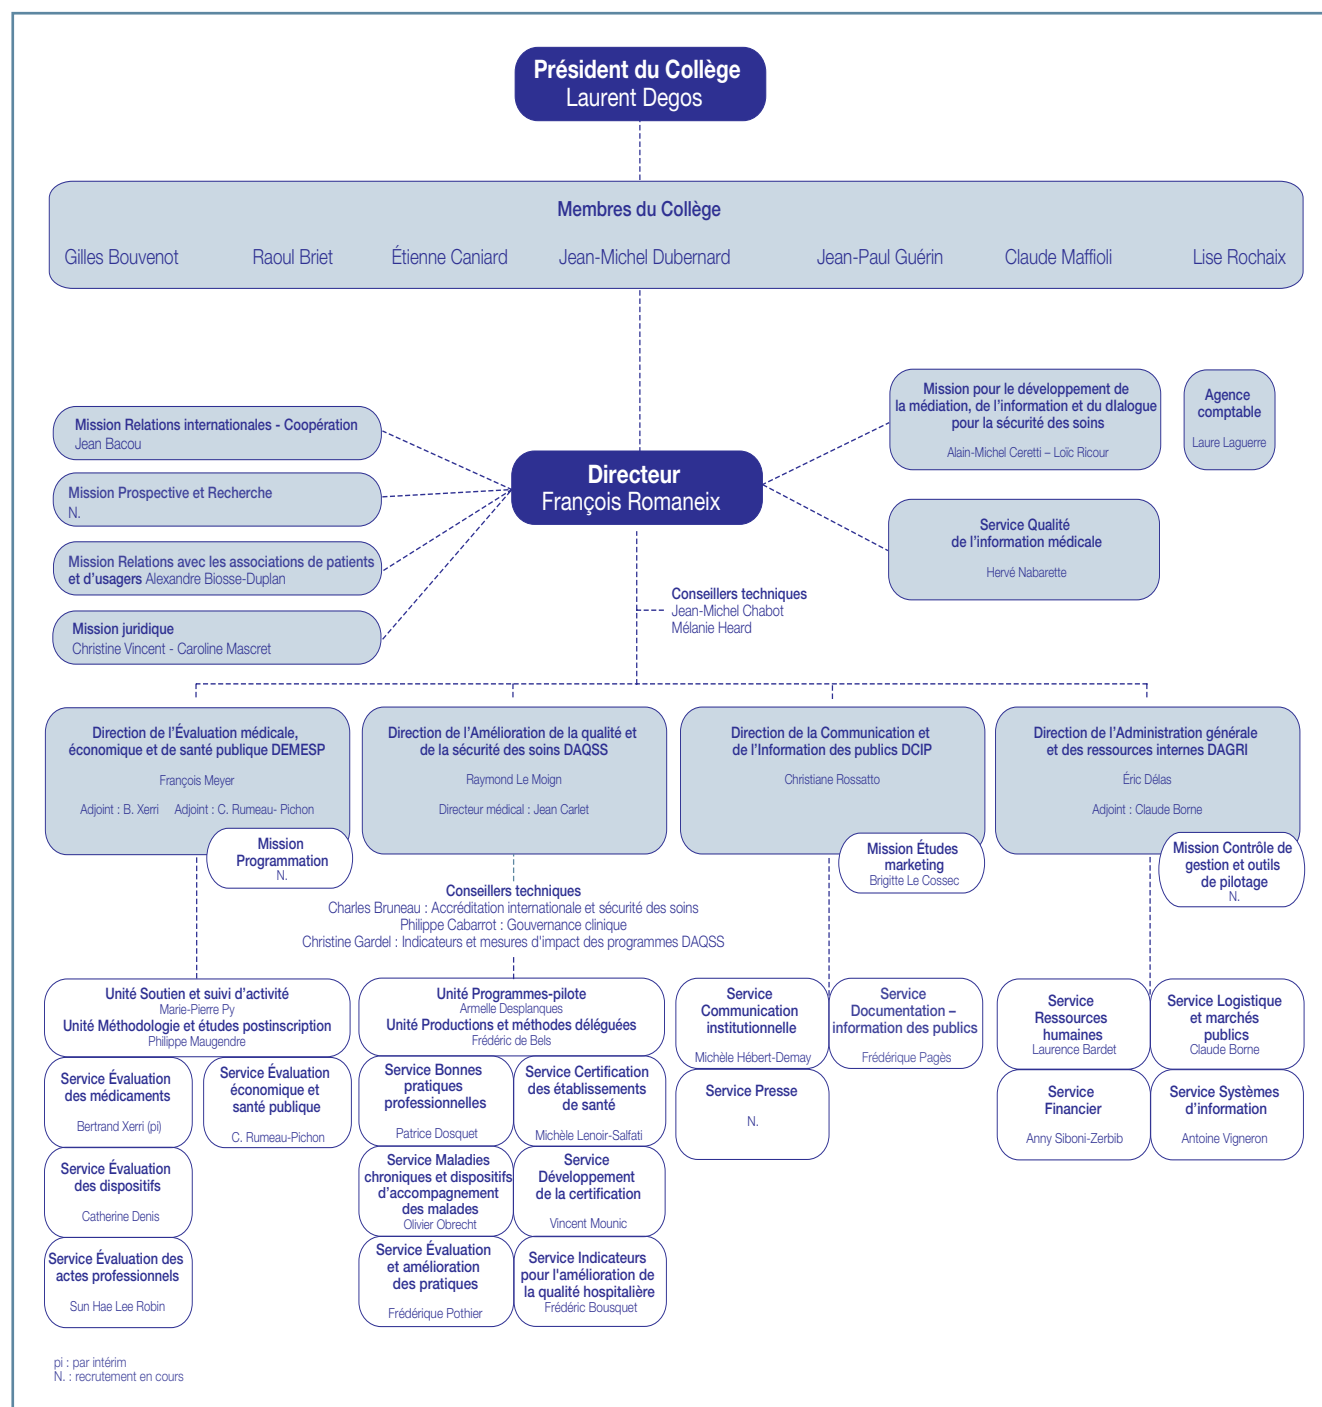 Président du Collège
Laurent Degos
Membres du Collège
Gilles Bouvenot
Raoul Briet
Étienne Caniard
Jean-Michel Dubernard
Jean-Paul Guérin
Claude Maffioli
Lise Rochaix
Mission Relations internationales - Coopération
Jean Bacou
Mission Prospective et Recherche
N.
Mission Relations avec les associations de patients
et d’usagers Alexandre Biosse-Duplan
Mission juridique
Christine Vincent - Caroline Mascret
Directeur
François Romaneix
Mission pour le développement de
la médiation, de l’information et du dIalogue
pour la sécurité des soins
Alain-Michel Ceretti – Loïc Ricour
Agence
comptable
Laure Laguerre
Service Qualité
de l’information médicale
Hervé Nabarette
Conseillers techniques
Jean-Michel Chabot
Mélanie Heard
Direction de l’Évaluation médicale,
économique et de santé publique DEMESP
François Meyer
Adjoint : B. Xerri Adjoint : C. Rumeau- Pichon
Mission
Programmation
N.
Direction de l’Amélioration de la qualité et
de la sécurité des soins DAQSS
Raymond Le Moign
Directeur médical : Jean Carlet
Direction de la Communication et
de l’Information des publics DCIP
Christiane Rossatto
Mission Études
marketing
Brigitte Le Cossec
Direction de l’Administration générale
et des ressources internes DAGRI
Éric Délas
Adjoint : Claude Borne
Mission Contrôle de
gestion et outils
de pilotage
N.
Conseillers techniques
Charles Bruneau : Accréditation internationale et sécurité des soins
Philippe Cabarrot : Gouvernance clinique
Christine Gardel : Indicateurs et mesures d'impact des programmes DAQSS
Unité Soutien et suivi d’activité
Marie-Pierre Py
Unité Méthodologie et études postinscription
Philippe Maugendre
Service Évaluation
des médicaments
Bertrand Xerri (pi)
Service Évaluation
économique et
santé publique
C. Rumeau-Pichon
Service Évaluation
des dispositifs
Catherine Denis
Service Évaluation des
actes professionnels
Sun Hae Lee Robin
Unité Programmes-pilote
Armelle Desplanques
Unité Productions et méthodes déléguées
Frédéric de Bels
Service Bonnes
pratiques
professionnelles
Patrice Dosquet
Service Certification
des établissements
de santé
Michèle Lenoir-Salfati
Service Maladies
chroniques et dispositifs
d’accompagnement
des malades
Olivier Obrecht
Service
Développement
de la certification
Vincent Mounic
Service Évaluation
et amélioration
des pratiques
Frédérique Pothier
Service Indicateurs
pour l'amélioration de
la qualité hospitalière
Frédéric Bousquet
Service
Communication
institutionnelle
Michèle Hébert-Demay
Service
Documentation –
information des publics
Frédérique Pagès
Service Presse
N.
Service
Ressources
humaines
Laurence Bardet
Service Logistique
et marchés
publics
Claude Borne
Service
Financier
Anny Siboni-Zerbib
Service Systèmes
d’information
Antoine Vigneron
pi : par intérim
N. : recrutement en cours